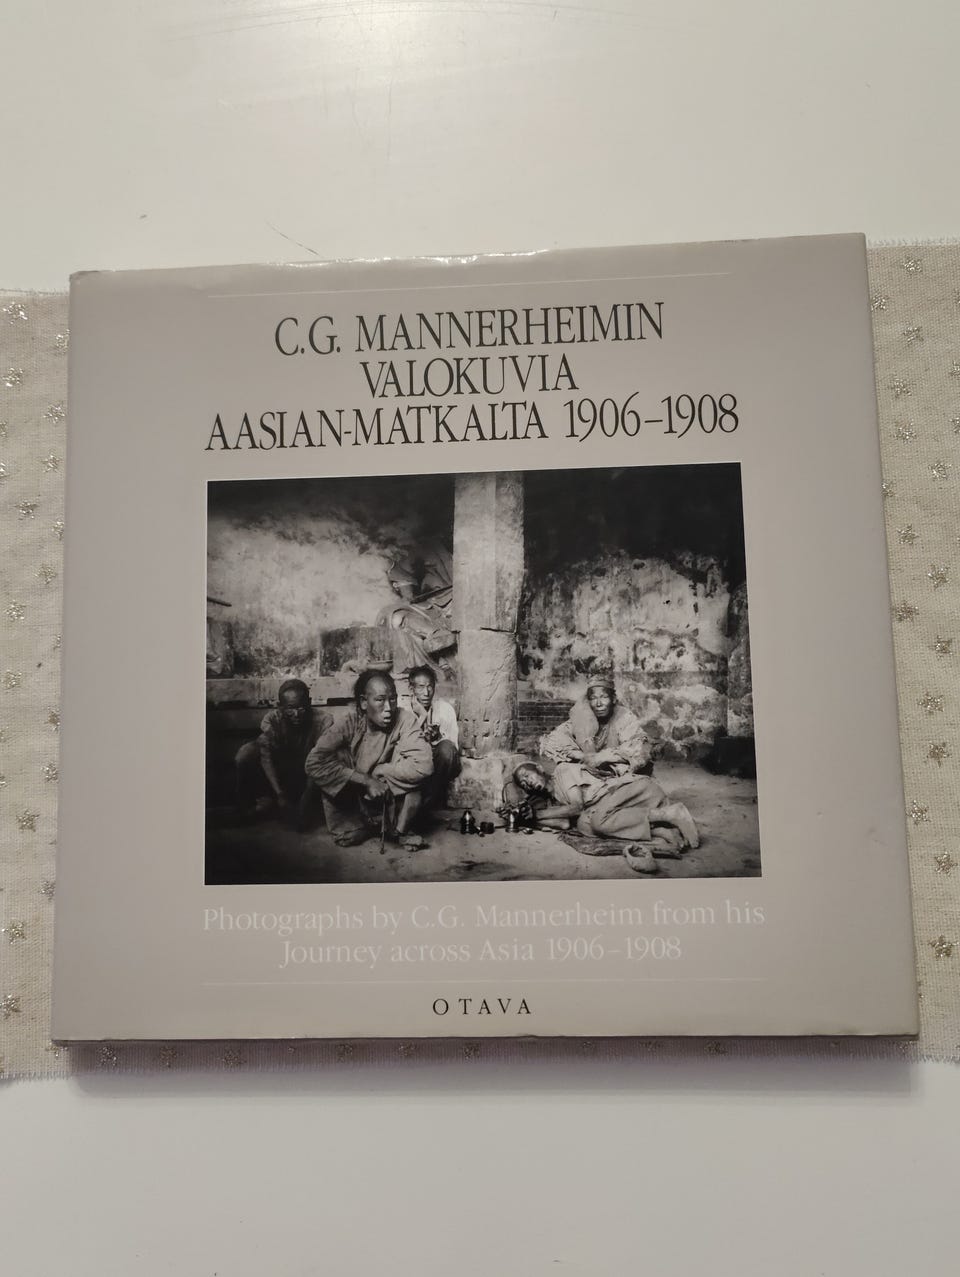 C.G. MANNERHEIMIN
VALOKUVIA
AASIAN-MATKALTA 1906–1908
Photographs by C.G. Mannerheim from his
Journey across Asia 1906–1908
OTAVA